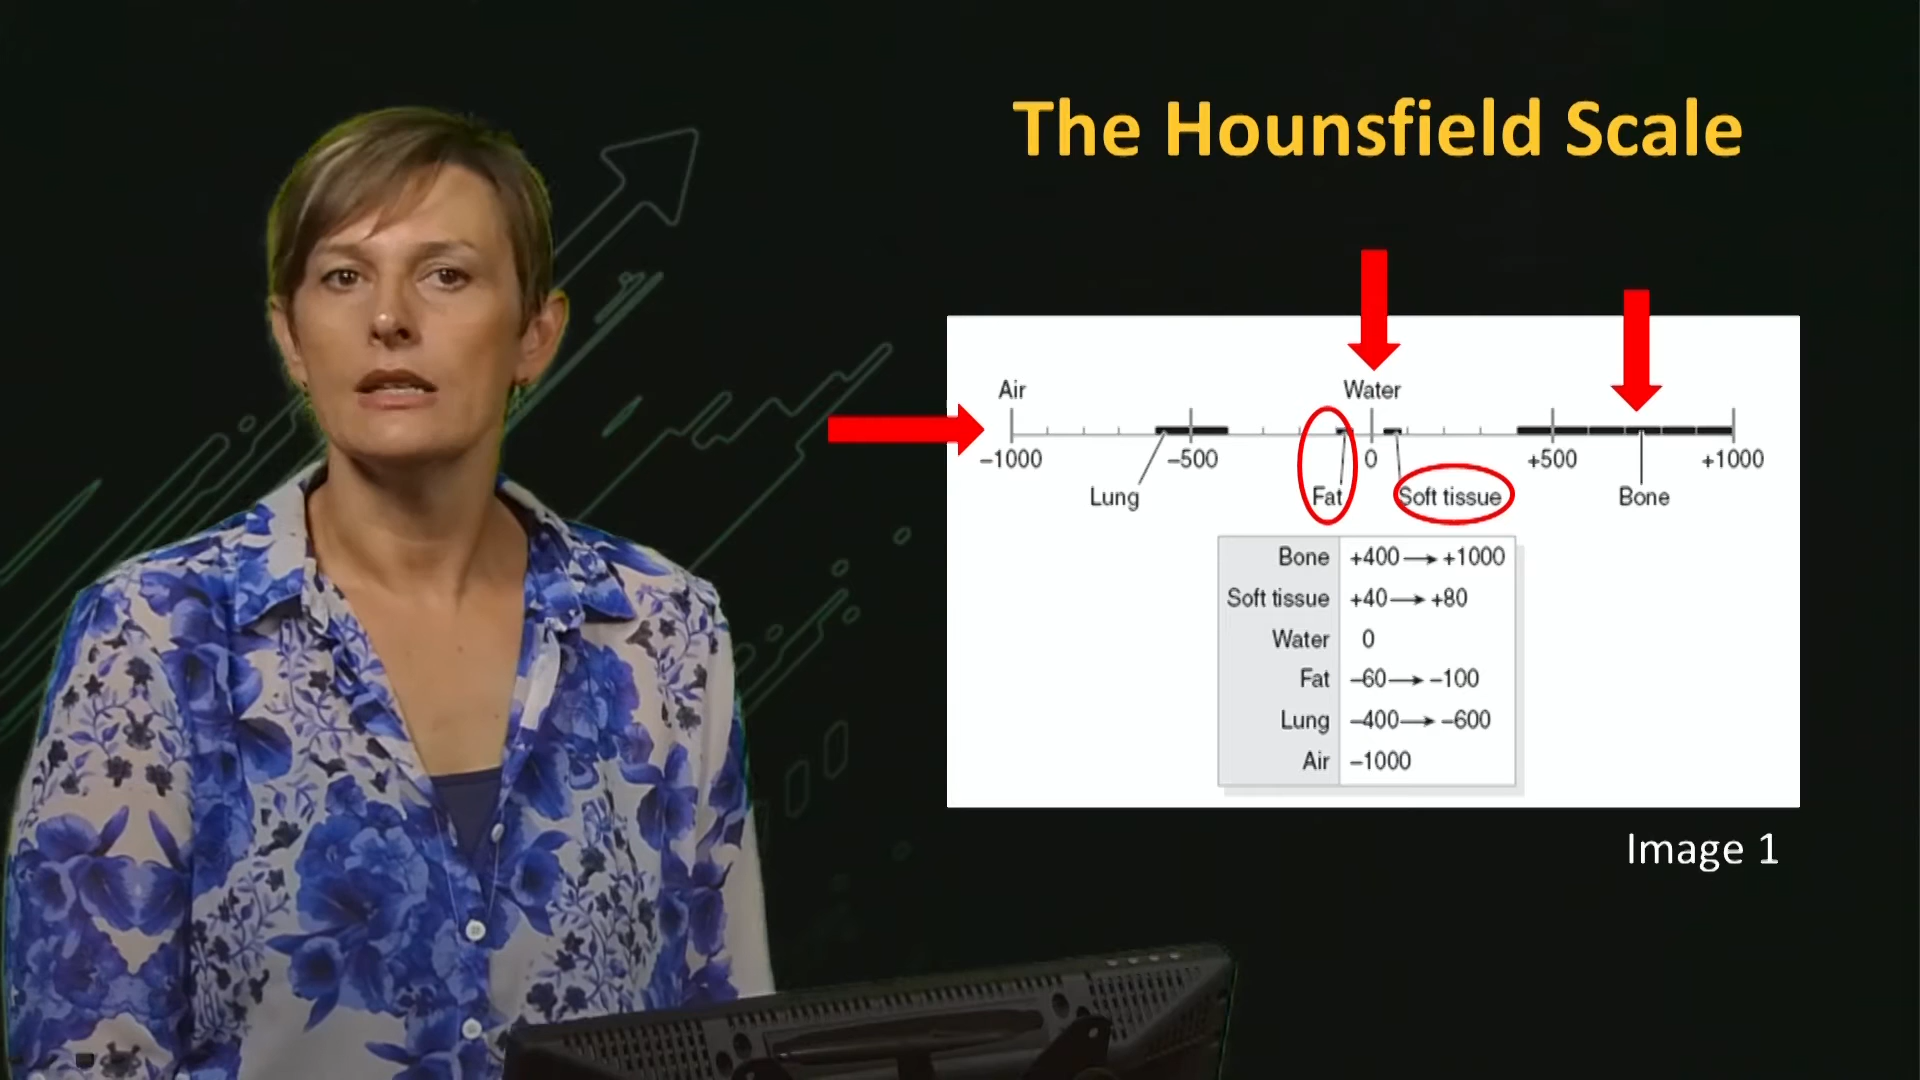 The Hounsfield Scale
Air Water
–1000 –500 0 +500 +1000
Lung Fat Soft tissue Bone
Bone +400 → +1000
Soft tissue +40 → +80
Water 0
Fat –60 → –100
Lung –400 → –600
Air –1000
Image 1